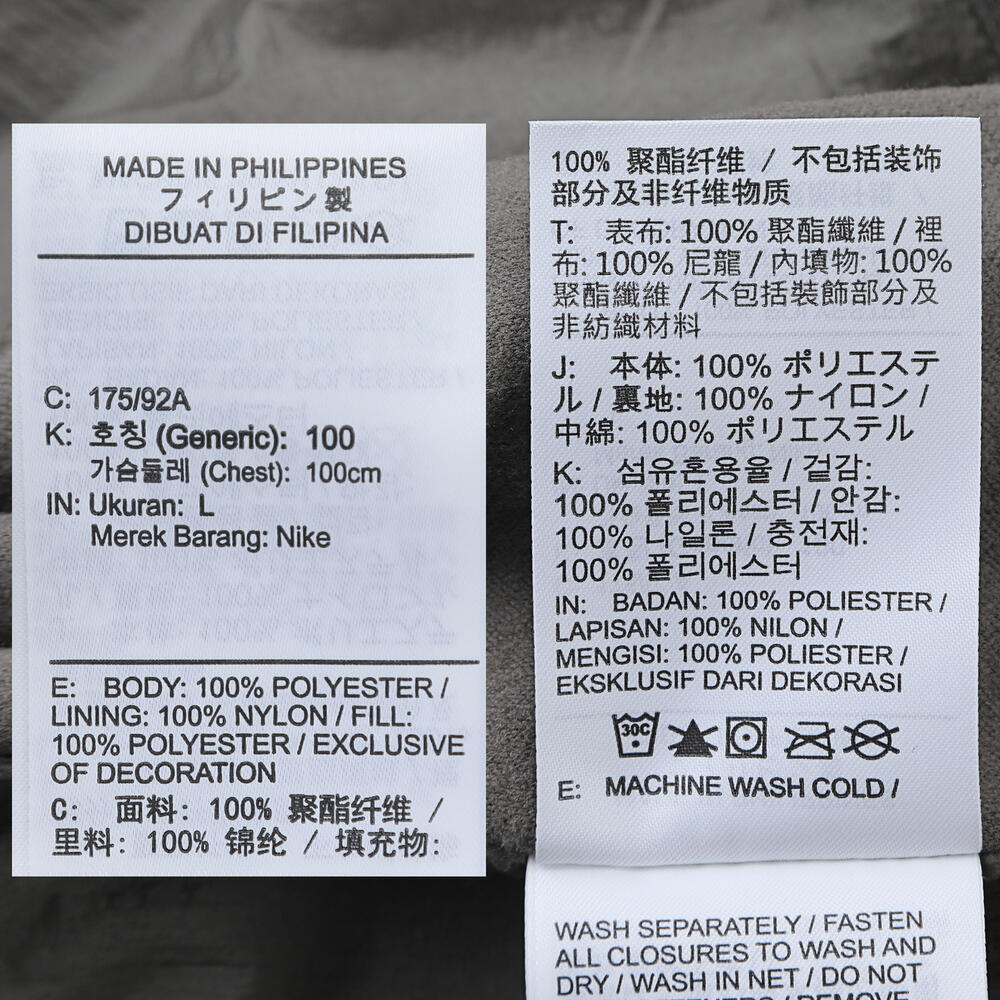 MADE IN PHILIPPINES
フィリピン製
DIBUAT DI FILIPINA
C: 175/92A
K: 호칭 (Generic): 100
가슴둘레 (Chest): 100cm
IN: Ukuran: L
Merek Barang: Nike
E: BODY: 100% POLYESTER /
LINING: 100% NYLON / FILL:
100% POLYESTER / EXCLUSIVE
OF DECORATION
C: 面料: 100% 聚酯纤维 /
里料: 100% 锦纶 / 填充物:
100% 聚酯纤维 / 不包括装饰
部分及非纤维物质
T: 表布: 100% 聚酯纖維 / 裡
布: 100% 尼龍 / 內填物: 100%
聚酯纖維 / 不包括裝飾部分及
非紡織材料
J: 本体: 100% ポリエステ
ル / 裏地: 100% ナイロン /
中綿: 100% ポリエステル
K: 섬유혼용율 / 겉감:
100% 폴리에스터 / 안감:
100% 나일론 / 충전재:
100% 폴리에스터
IN: BADAN: 100% POLIESTER /
LAPISAN: 100% NILON /
MENGISI: 100% POLIESTER /
EKSKLUSIF DARI DEKORASI
30C
E: MACHINE WASH COLD /
WASH SEPARATELY / FASTEN
ALL CLOSURES TO WASH AND
DRY / WASH IN NET / DO NOT